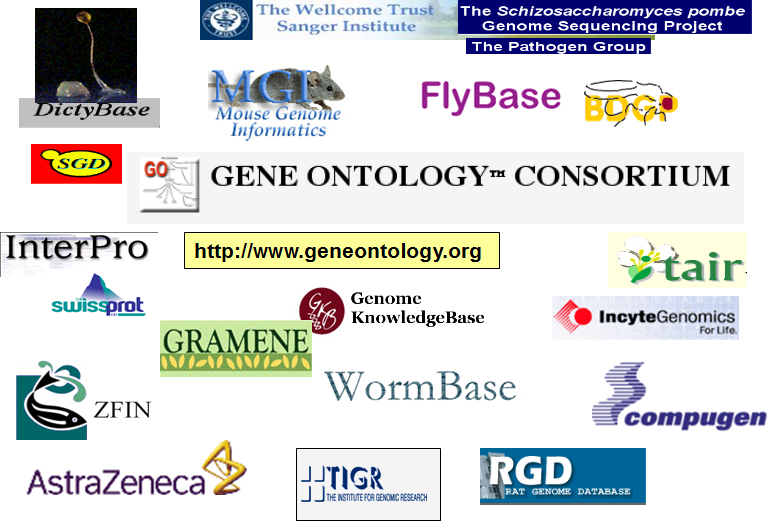 The Wellcome Trust
Sanger Institute
The Schizosaccharomyces pombe
Genome Sequencing Project
The Pathogen Group
DictyBase
MGI
Mouse Genome
Informatics
FlyBase
BDGP
SGD
GO
GENE ONTOLOGY™ CONSORTIUM
InterPro
http://www.geneontology.org
tair
swissprot
GKB
Genome
KnowledgeBase
IncyteGenomics
For Life.
GRAMENE
WormBase
compugen
ZFIN
AstraZeneca
TIGR
THE INSTITUTE FOR GENOMIC RESEARCH
RGD
RAT GENOME DATABASE